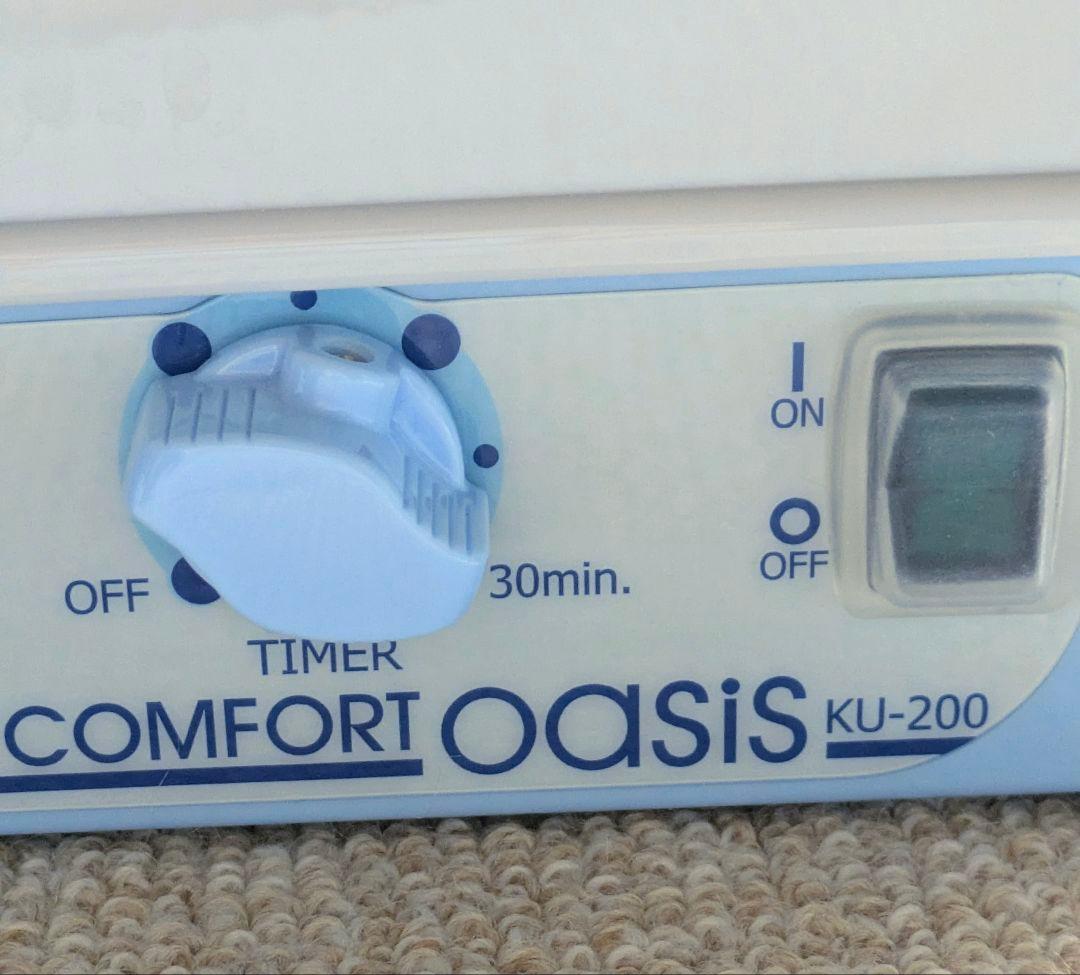 I
ON
O
OFF
OFF
30min.
TIMER
COMFORT oasis KU-200